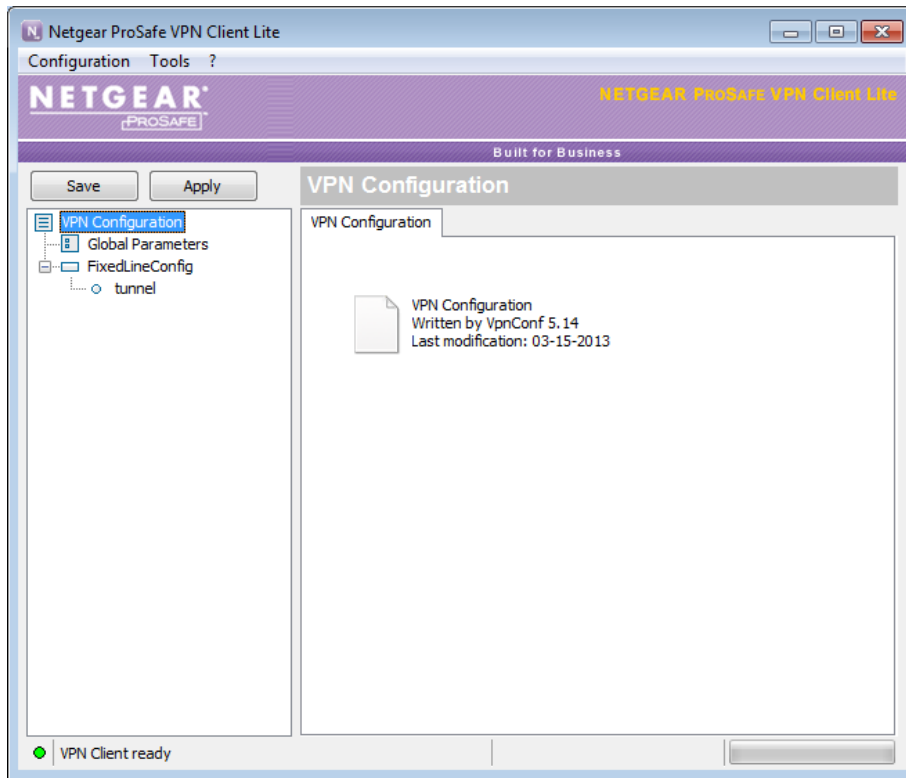 Netgear ProSafe VPN Client Lite
Configuration Tools ?
NETGEAR®
PROSAFE
NETGEAR PROSAFE VPN Client Lite
Built for Business
Save Apply
VPN Configuration
VPN Configuration
Global Parameters
FixedLineConfig
tunnel
VPN Configuration
VPN Configuration
Written by VpnConf 5.14
Last modification: 03-15-2013
VPN Client ready